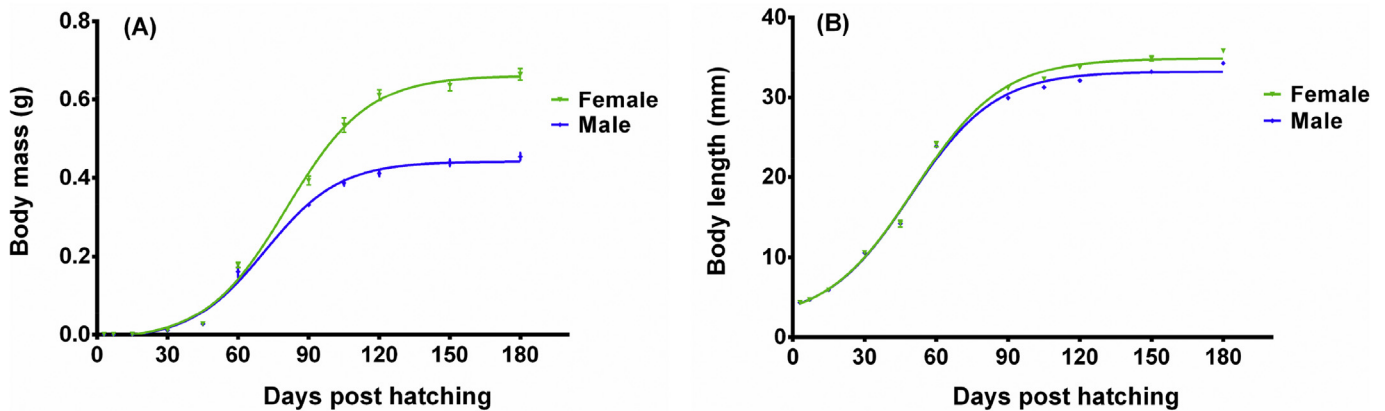 (A)
Body mass (g)
0.8
0.6
0.4
0.2
0.0
0 30 60 90 120 150 180
Days post hatching
Female
Male
(B)
Body length (mm)
40
30
20
10
0
0 30 60 90 120 150 180
Days post hatching
Female
Male